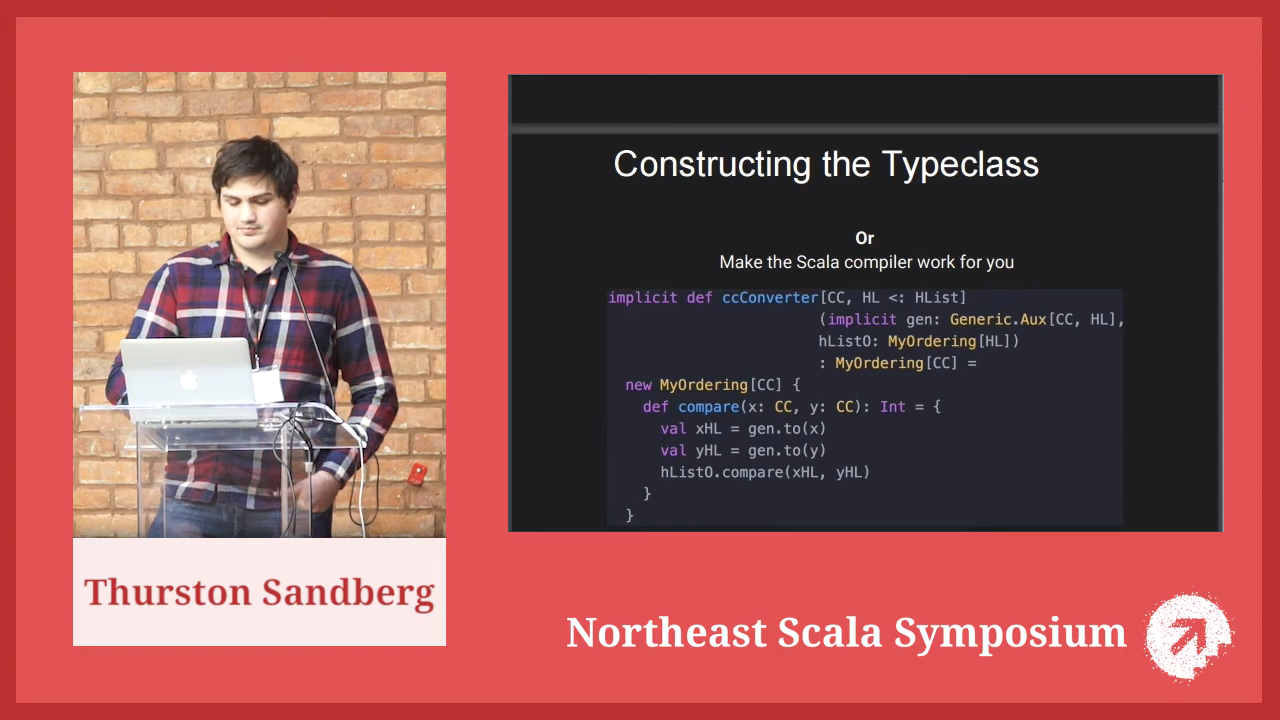 Constructing the Typeclass
Or
Make the Scala compiler work for you
implicit def ccConverter[CC, HL <: HList]
(implicit gen: Generic.Aux[CC, HL],
hListO: MyOrdering[HL])
: MyOrdering[CC] =
new MyOrdering[CC] {
def compare(x: CC, y: CC): Int = {
val xHL = gen.to(x)
val yHL = gen.to(y)
hListO.compare(xHL, yHL)
}
}
Thurston Sandberg
Northeast Scala Symposium